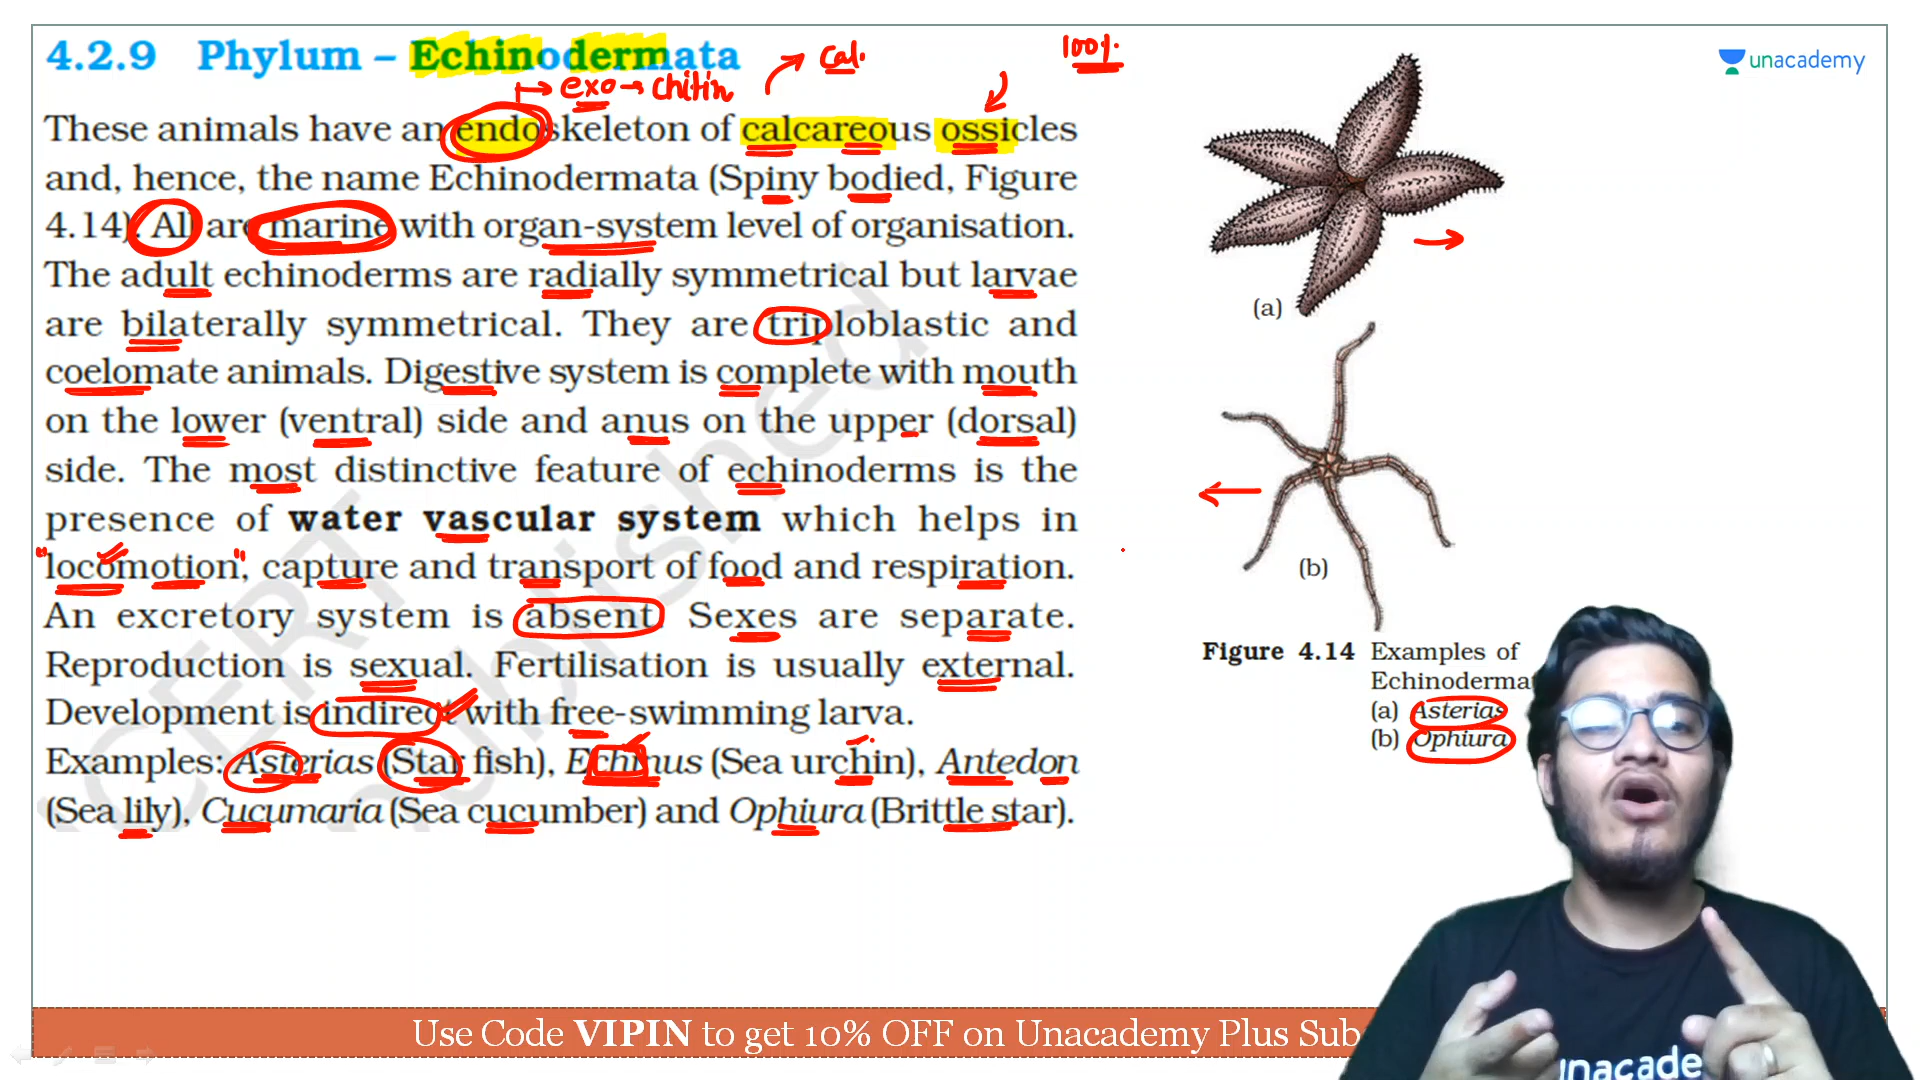 4.2.9 Phylum – Echinodermata
exo → chitin
cal.
100%.
unacademy
These animals have an endoskeleton of calcareous ossicles
and, hence, the name Echinodermata (Spiny bodied, Figure
4.14). All are marine with organ-system level of organisation.
The adult echinoderms are radially symmetrical but larvae
are bilaterally symmetrical. They are triploblastic and
coelomate animals. Digestive system is complete with mouth
on the lower (ventral) side and anus on the upper (dorsal)
side. The most distinctive feature of echinoderms is the
presence of water vascular system which helps in
"locomotion", capture and transport of food and respiration.
An excretory system is absent. Sexes are separate.
Reproduction is sexual. Fertilisation is usually external.
Development is indirect with free-swimming larva.
Examples: Asterias (Star fish), Echinus (Sea urchin), Antedon
(Sea lily), Cucumaria (Sea cucumber) and Ophiura (Brittle star).
(a)
(b)
Figure 4.14 Examples of
Echinodermat
(a) Asterias
(b) Ophiura
Use Code VIPIN to get 10% OFF on Unacademy Plus Sub
unacade